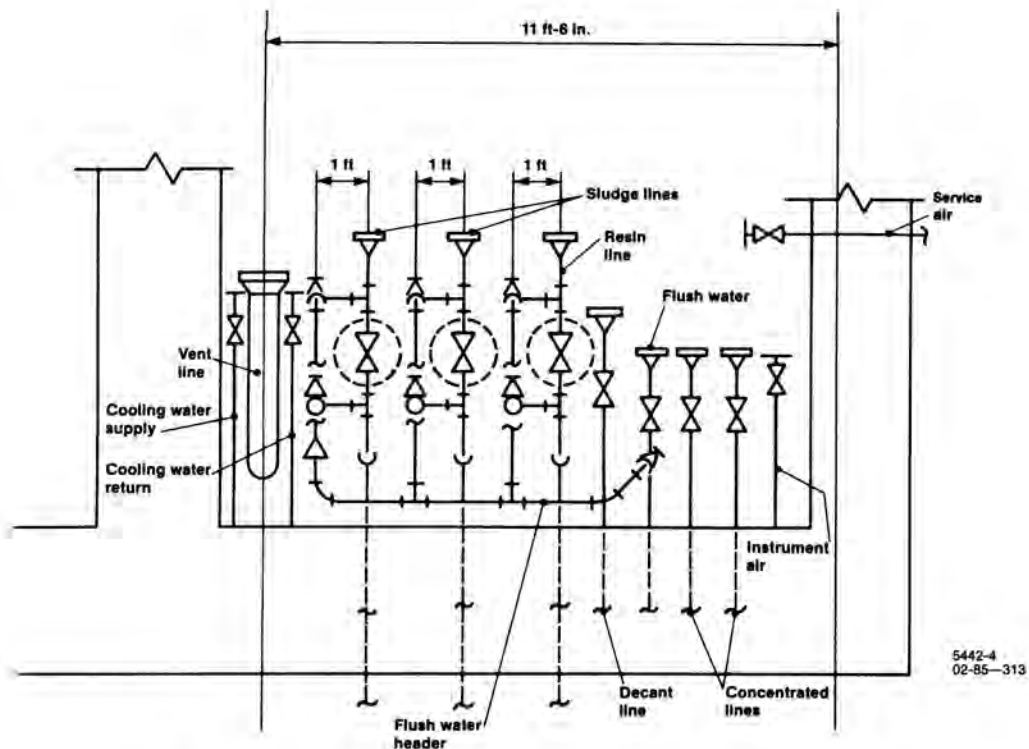 11 ft-6 in.
1 ft
1 ft
1 ft
Sludge lines
Service
air
Resin
line
Flush water
Vent
line
Cooling water
supply
Cooling water
return
Instrument
air
Decant
line
Concentrated
lines
Flush water
header
5442-4
02-85—313